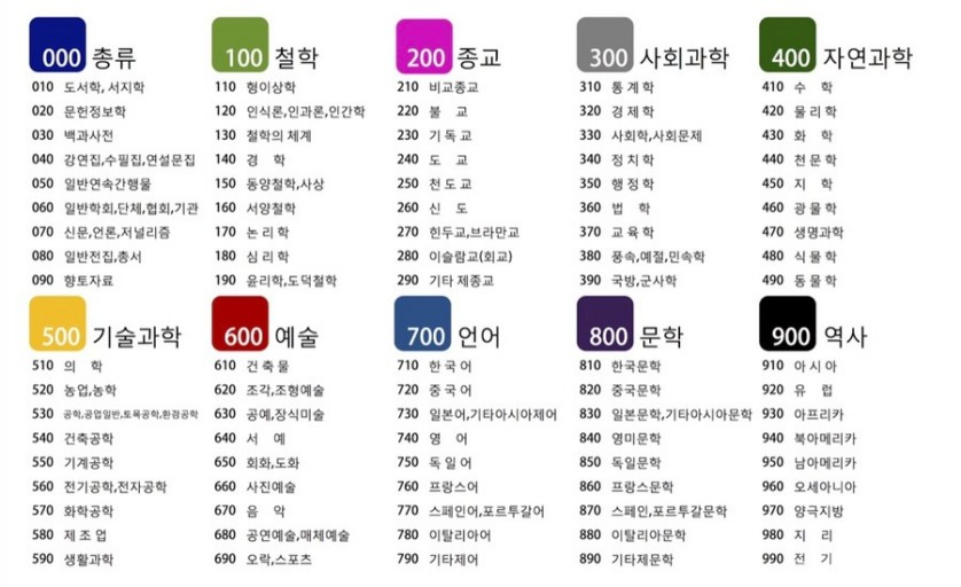 000 총류
010 도서학, 서지학
020 문헌정보학
030 백과사전
040 강연집,수필집,연설문집
050 일반연속간행물
060 일반학회,단체,협회,기관
070 신문,언론,저널리즘
080 일반전집,총서
090 향토자료
100 철학
110 형이상학
120 인식론,인과론,인간학
130 철학의 체계
140 경 학
150 동양철학,사상
160 서양철학
170 논 리 학
180 심 리 학
190 윤리학,도덕철학
200 종교
210 비교종교
220 불 교
230 기 독 교
240 도 교
250 천 도 교
260 신 도
270 힌두교,브라만교
280 이슬람교(회교)
290 기타 제종교
300 사회과학
310 통 계 학
320 경 제 학
330 사회학,사회문제
340 정 치 학
350 행 정 학
360 법 학
370 교 육 학
380 풍속,예절,민속학
390 국방,군사학
400 자연과학
410 수 학
420 물 리 학
430 화 학
440 천 문 학
450 지 학
460 광 물 학
470 생명과학
480 식 물 학
490 동 물 학
500 기술과학
510 의 학
520 농업,농학
530 공학,공업일반,토목공학,환경공학
540 건축공학
550 기계공학
560 전기공학,전자공학
570 화학공학
580 제 조 업
590 생활과학
600 예술
610 건 축 물
620 조각,조형예술
630 공예,장식미술
640 서 예
650 회화,도화
660 사진예술
670 음 악
680 공연예술,매체예술
690 오락,스포츠
700 언어
710 한 국 어
720 중 국 어
730 일본어,기타아시아제어
740 영 어
750 독 일 어
760 프랑스어
770 스페인어,포르투갈어
780 이탈리아어
790 기타제어
800 문학
810 한국문학
820 중국문학
830 일본문학,기타아시아문학
840 영미문학
850 독일문학
860 프랑스문학
870 스페인,포르투갈문학
880 이탈리아문학
890 기타제문학
900 역사
910 아 시 아
920 유 럽
930 아프리카
940 북아메리카
950 남아메리카
960 오세아니아
970 양극지방
980 지 리
990 전 기